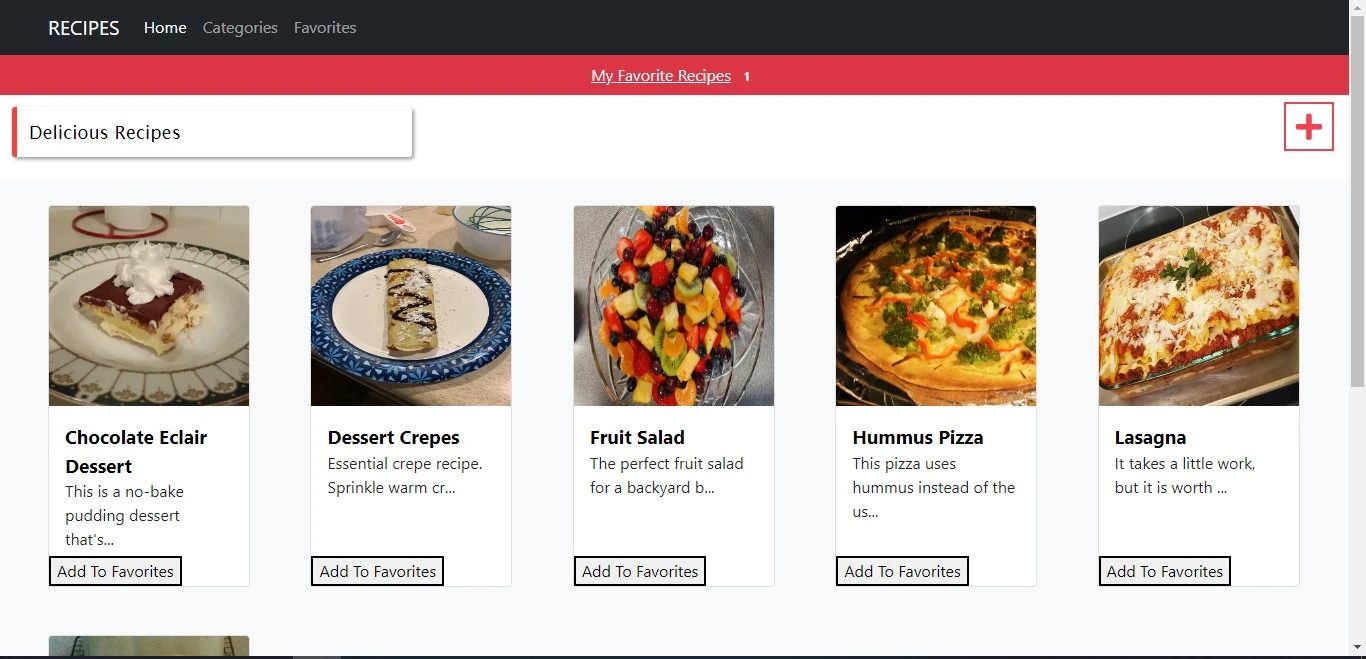 RECIPES Home Categories Favorites
My Favorite Recipes 1
Delicious Recipes
Chocolate Eclair
Dessert
This is a no-bake
pudding dessert
that's...
Add To Favorites
Dessert Crepes
Essential crepe recipe.
Sprinkle warm cr...
Add To Favorites
Fruit Salad
The perfect fruit salad
for a backyard b...
Add To Favorites
Hummus Pizza
This pizza uses
hummus instead of the
us...
Add To Favorites
Lasagna
It takes a little work,
but it is worth ...
Add To Favorites